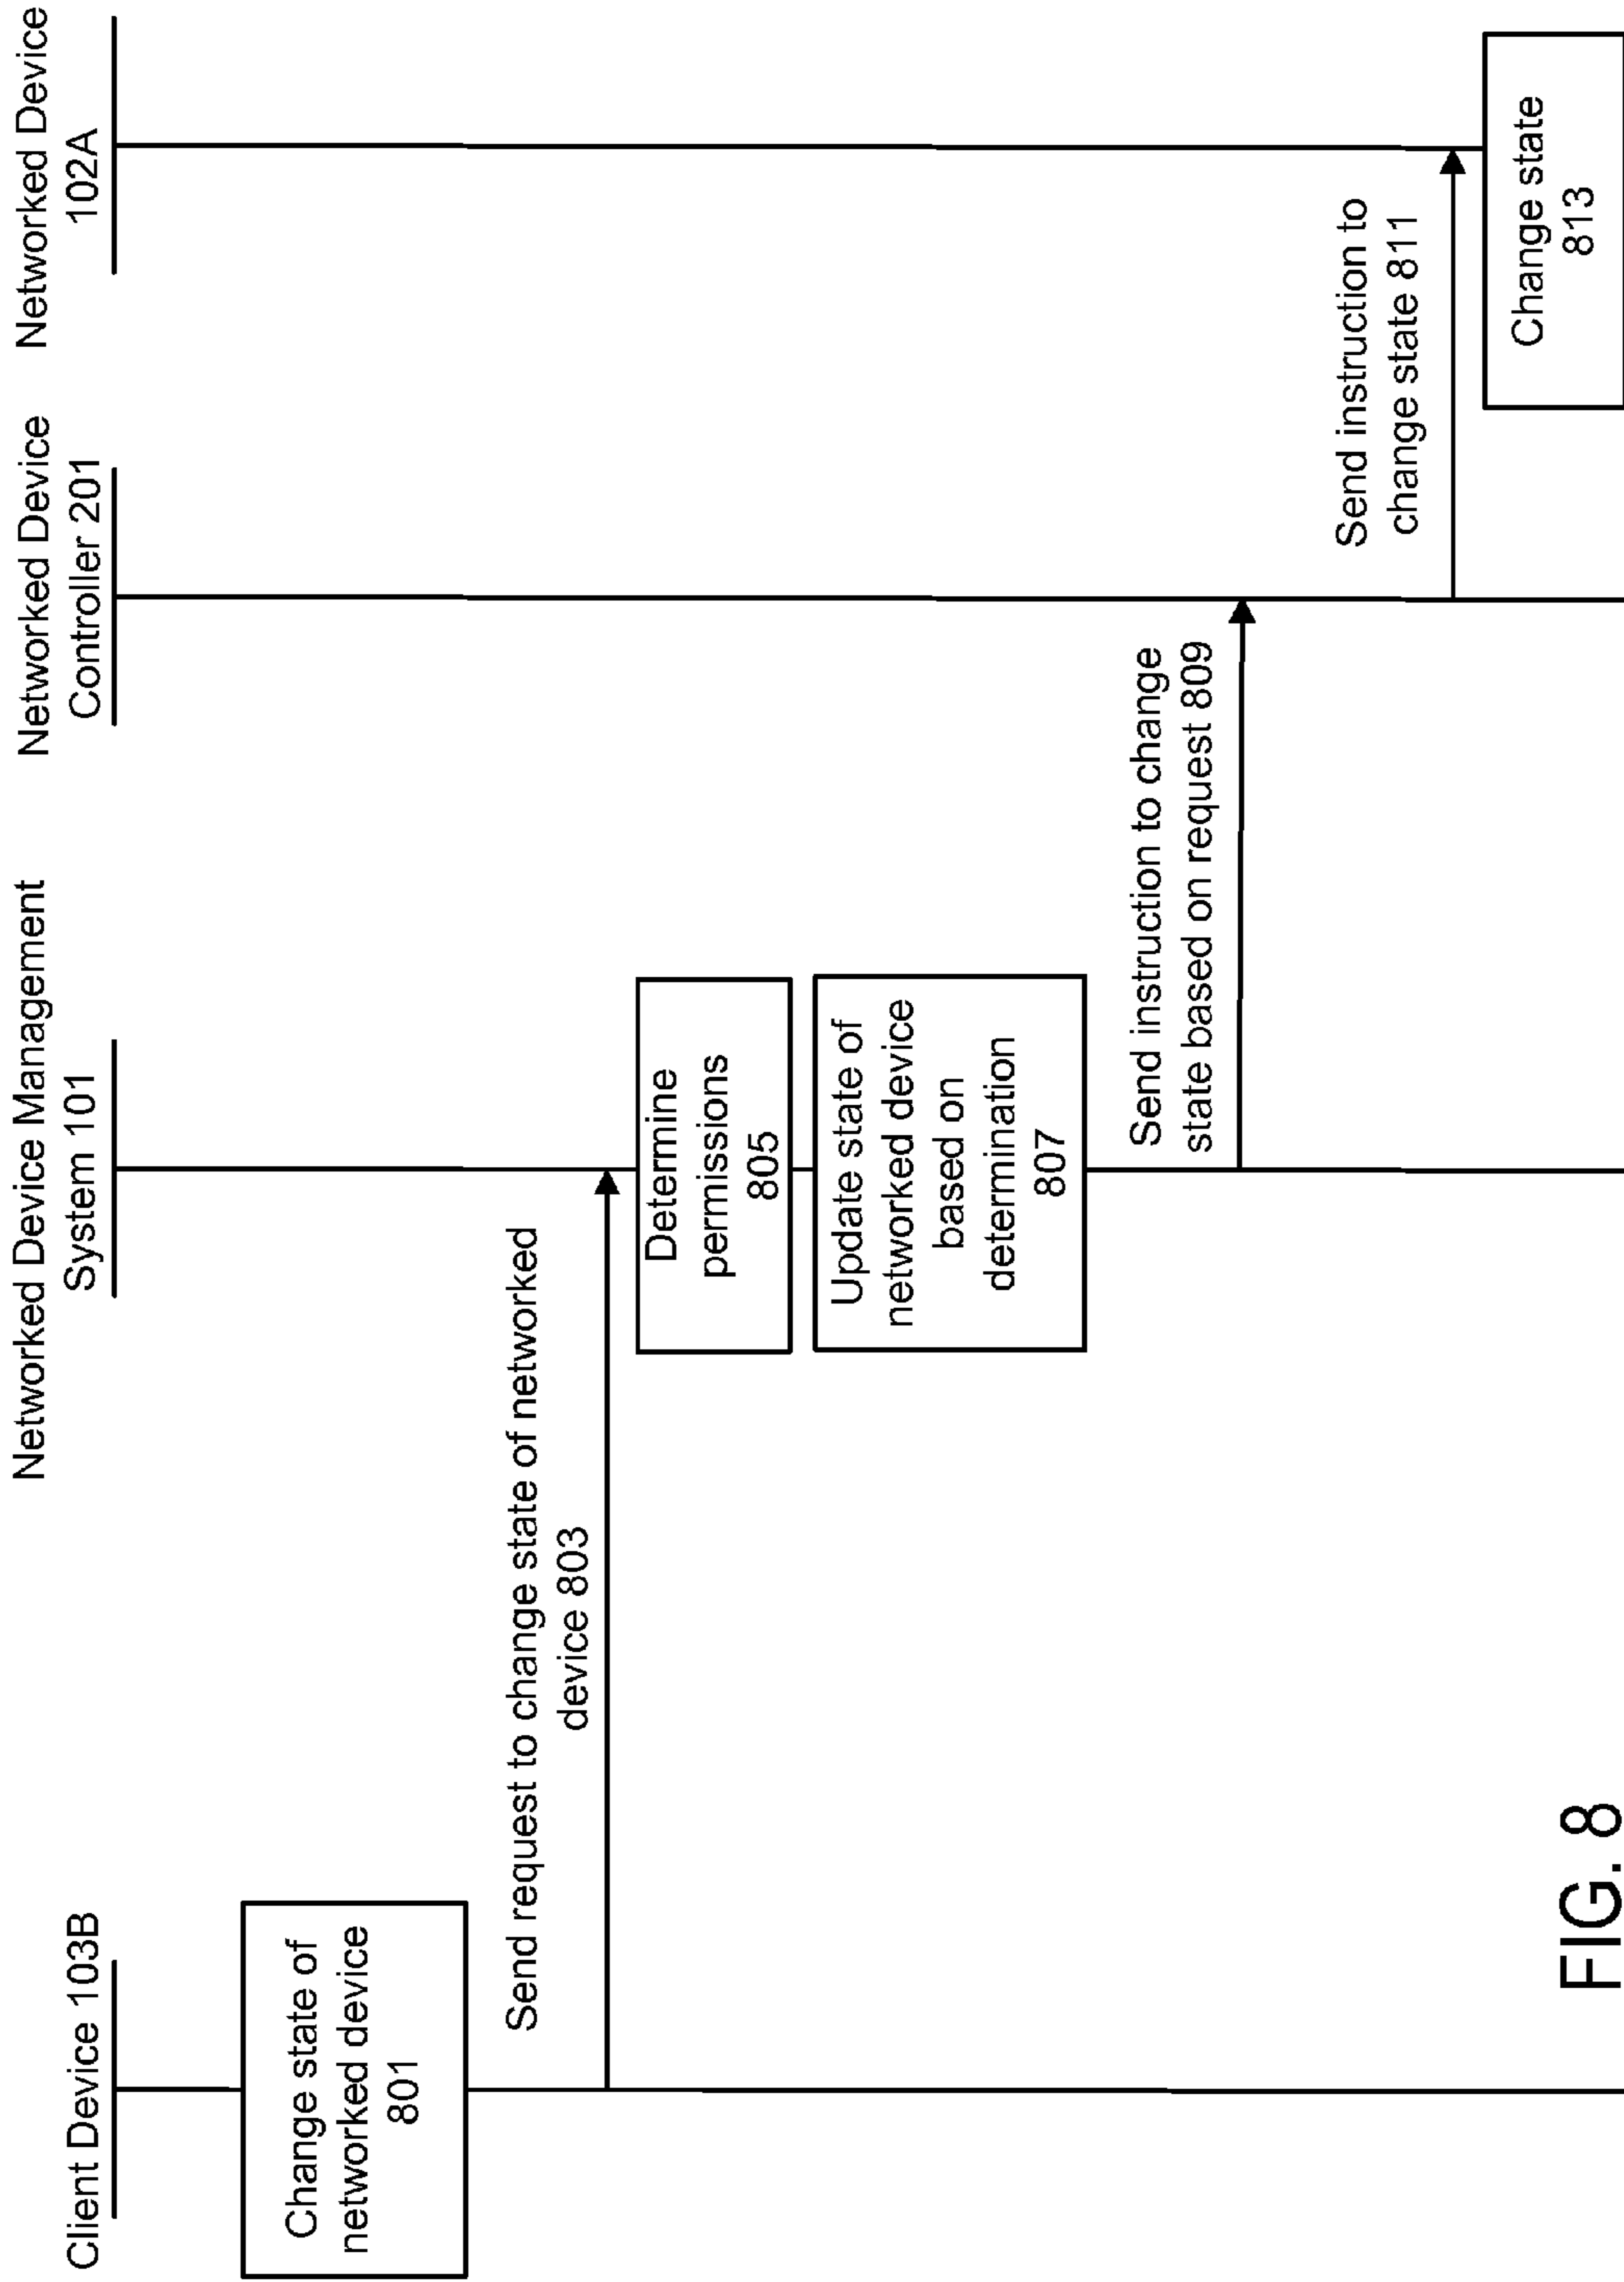 Client Device 103B
Networked Device Management
System 101
Networked Device
Controller 201
Networked Device
102A
Change state of
networked device
801
Send request to change state of networked
device 803
Determine
permissions
805
Update state of
networked device
based on
determination
807
Send instruction to change
state based on request 809
Send instruction to
change state 811
Change state
813
FIG. 8